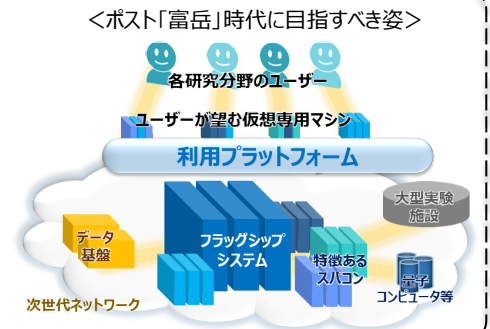 ＜ポスト「富岳」時代に目指すべき姿＞
各研究分野のユーザー
ユーザーが望む仮想専用マシン
利用プラットフォーム
大型実験
施設
データ
基盤
フラッグシップ
システム
特徴ある
スパコン
量子
コンピュータ等
次世代ネットワーク